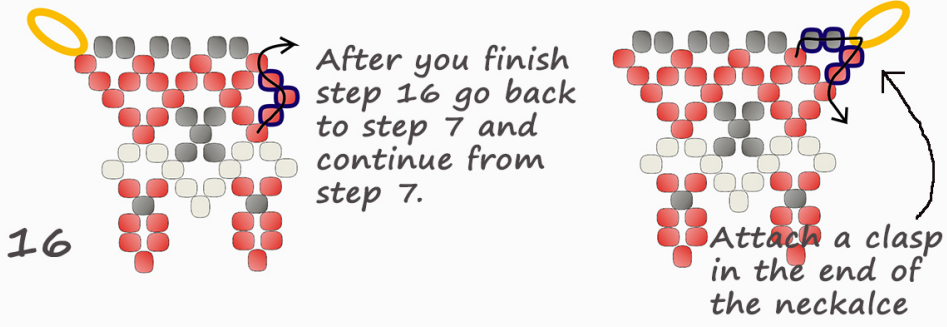 After you finish
step 16 go back
to step 7 and
continue from
step 7.
16
Attach a clasp
in the end of
the neckalce